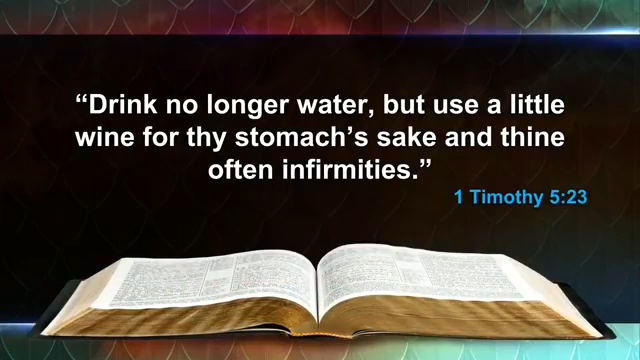 “Drink no longer water, but use a little
wine for thy stomach’s sake and thine
often infirmities.”
1 Timothy 5:23